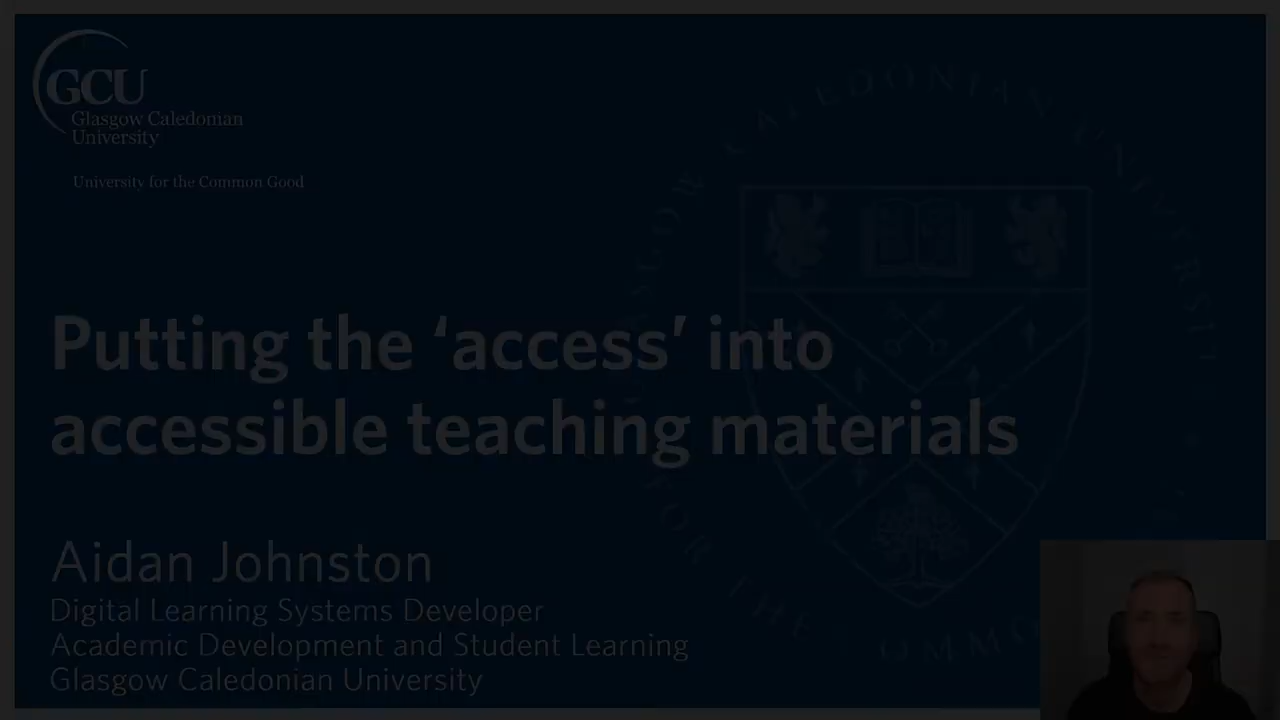 GCU
Glasgow Caledonian
University
University for the Common Good
Putting the ‘access’ into
accessible teaching materials
Aidan Johnston
Digital Learning Systems Developer
Academic Development and Student Learning
Glasgow Caledonian University